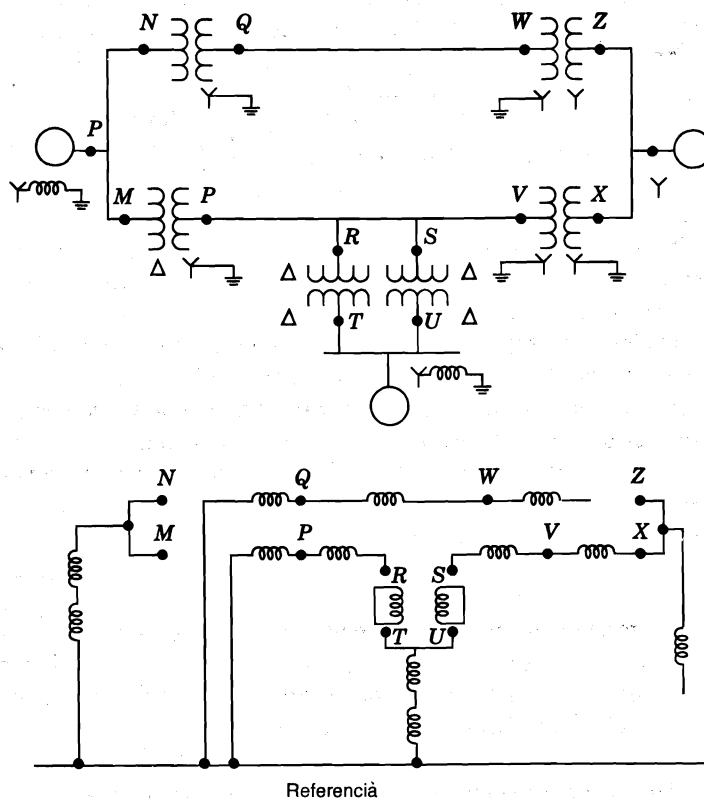 N Q W Z
P
M P V X
R S
Δ Δ
Δ Δ Δ
T U
N Q W Z
M P V X
R S
T U
Referencià